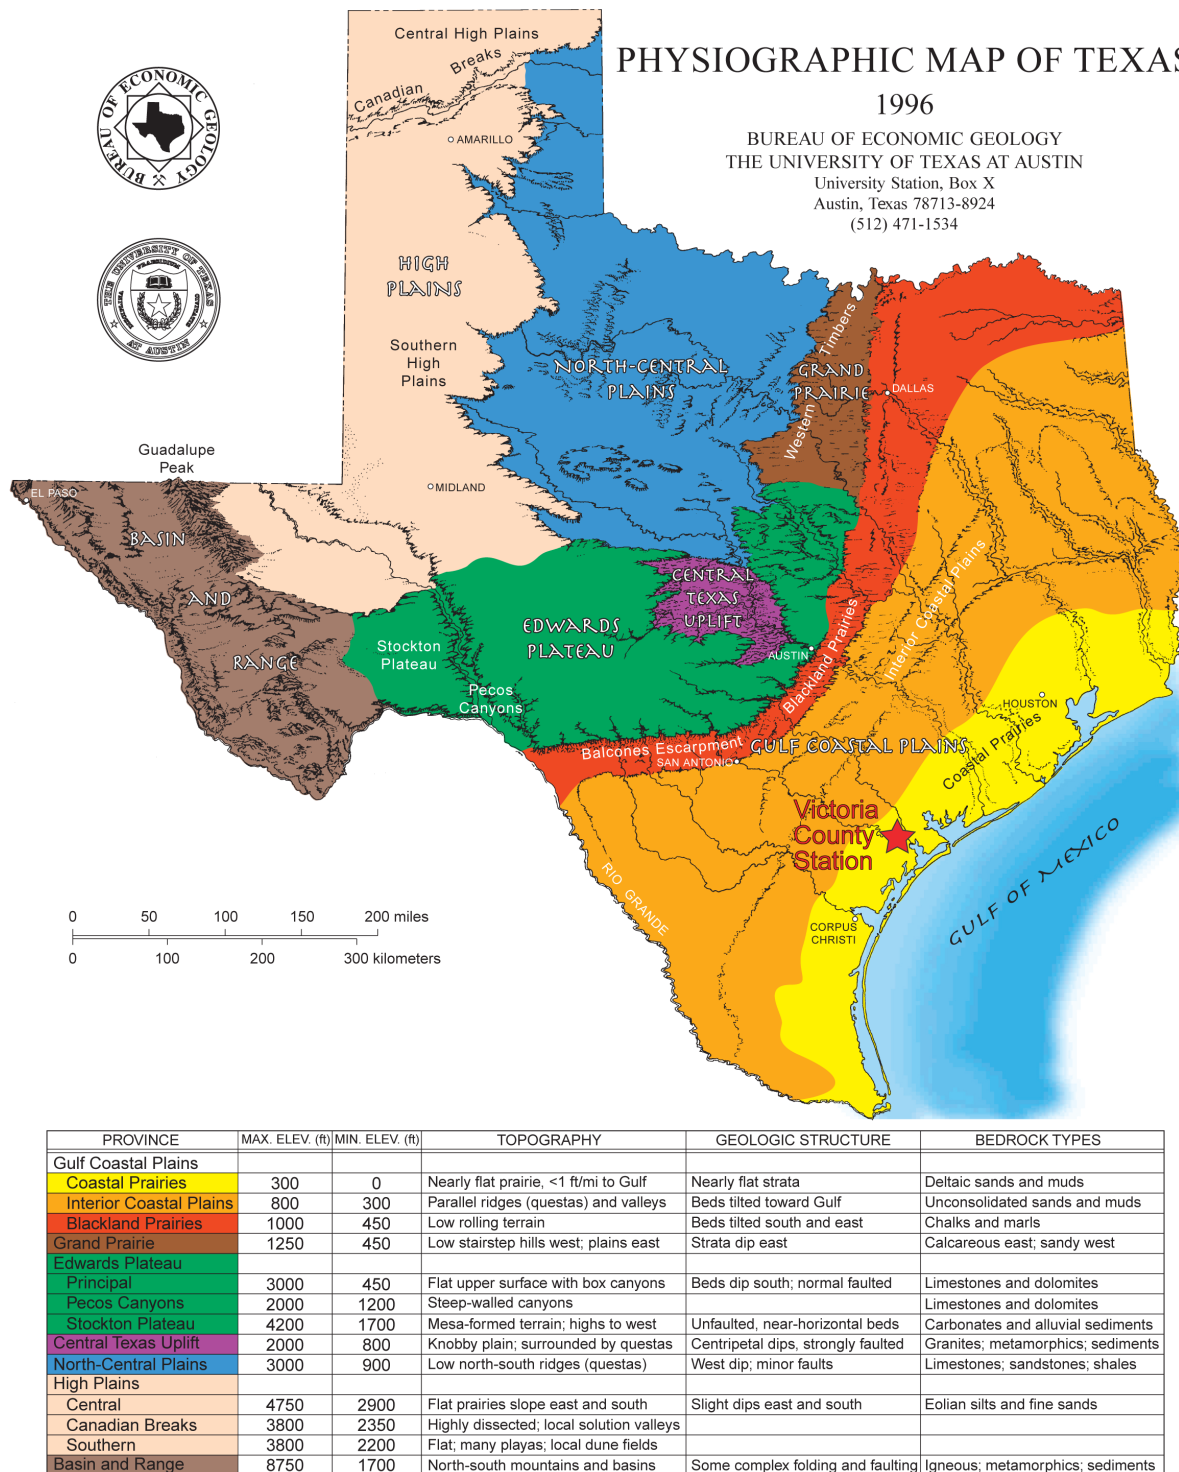 PHYSIOGRAPHIC MAP OF TEXAS
1996
BUREAU OF ECONOMIC GEOLOGY
THE UNIVERSITY OF TEXAS AT AUSTIN
University Station, Box X
Austin, Texas 78713-8924
(512) 471-1534
BUREAU OF ECONOMIC GEOLOGY
THE UNIVERSITY OF TEXAS
AT AUSTIN
Central High Plains
Canadian Breaks
AMARILLO
HIGH
PLAINS
Southern
High
Plains
MIDLAND
NORTH-CENTRAL
PLAINS
Western Timbers
GRAND
PRAIRIE
DALLAS
Guadalupe
Peak
EL PASO
BASIN
AND
RANGE
Stockton
Plateau
Pecos
Canyons
EDWARDS
PLATEAU
CENTRAL
TEXAS
UPLIFT
AUSTIN
Blackland Prairies
Interior Coastal Plains
Balcones Escarpment
SAN ANTONIO
GULF COASTAL PLAINS
HOUSTON
Coastal Prairies
Victoria
County
Station
RIO GRANDE
CORPUS
CHRISTI
GULF OF MEXICO
0 50 100 150 200 miles
0 100 200 300 kilometers
PROVINCE MAX. ELEV. (ft) MIN. ELEV. (ft) TOPOGRAPHY GEOLOGIC STRUCTURE BEDROCK TYPES
Gulf Coastal Plains
Coastal Prairies 300 0 Nearly flat prairie, <1 ft/mi to Gulf Nearly flat strata Deltaic sands and muds
Interior Coastal Plains 800 300 Parallel ridges (questas) and valleys Beds tilted toward Gulf Unconsolidated sands and muds
Blackland Prairies 1000 450 Low rolling terrain Beds tilted south and east Chalks and marls
Grand Prairie 1250 450 Low stairstep hills west; plains east Strata dip east Calcareous east; sandy west
Edwards Plateau
Principal 3000 450 Flat upper surface with box canyons Beds dip south; normal faulted Limestones and dolomites
Pecos Canyons 2000 1200 Steep-walled canyons Limestones and dolomites
Stockton Plateau 4200 1700 Mesa-formed terrain; highs to west Unfaulted, near-horizontal beds Carbonates and alluvial sediments
Central Texas Uplift 2000 800 Knobby plain; surrounded by questas Centripetal dips, strongly faulted Granites; metamorphics; sediments
North-Central Plains 3000 900 Low north-south ridges (questas) West dip; minor faults Limestones; sandstones; shales
High Plains
Central 4750 2900 Flat prairies slope east and south Slight dips east and south Eolian silts and fine sands
Canadian Breaks 3800 2350 Highly dissected; local solution valleys
Southern 3800 2200 Flat; many playas; local dune fields
Basin and Range 8750 1700 North-south mountains and basins Some complex folding and faulting Igneous; metamorphics; sediments